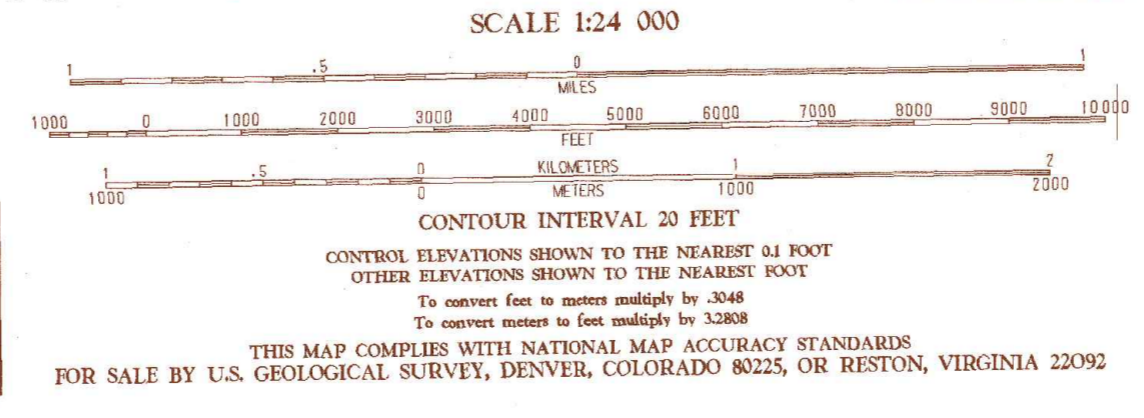 SCALE 1:24 000
1 .5 0 1
MILES
1000 0 1000 2000 3000 4000 5000 6000 7000 8000 9000 10000
FEET
1 .5 0 KILOMETERS 1 2
1000 0 METERS 1000 2000
CONTOUR INTERVAL 20 FEET
CONTROL ELEVATIONS SHOWN TO THE NEAREST 0.1 FOOT
OTHER ELEVATIONS SHOWN TO THE NEAREST FOOT
To convert feet to meters multiply by .3048
To convert meters to feet multiply by 3.2808
THIS MAP COMPLIES WITH NATIONAL MAP ACCURACY STANDARDS
FOR SALE BY U.S. GEOLOGICAL SURVEY, DENVER, COLORADO 80225, OR RESTON, VIRGINIA 22092